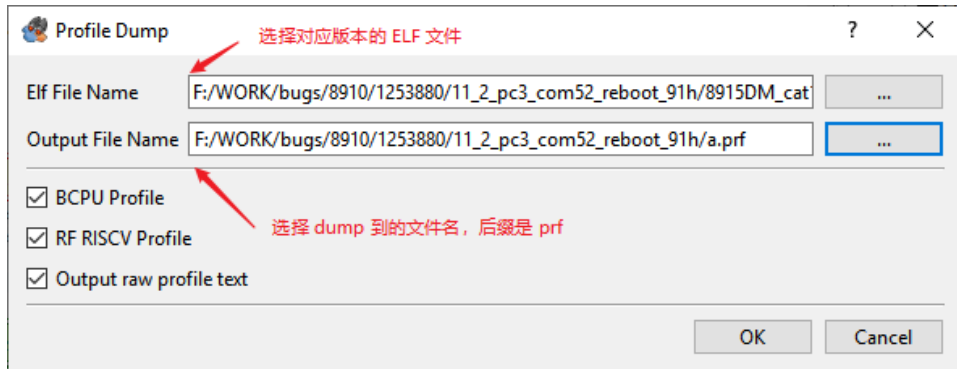 Profile Dump
选择对应版本的 ELF 文件
? ×
Elf File Name F:/WORK/bugs/8910/1253880/11_2_pc3_com52_reboot_91h/8915DM_cat ...
Output File Name F:/WORK/bugs/8910/1253880/11_2_pc3_com52_reboot_91h/a.prf ...
BCPU Profile
选择 dump 到的文件名，后缀是 prf
RF RISCV Profile
Output raw profile text
OK Cancel